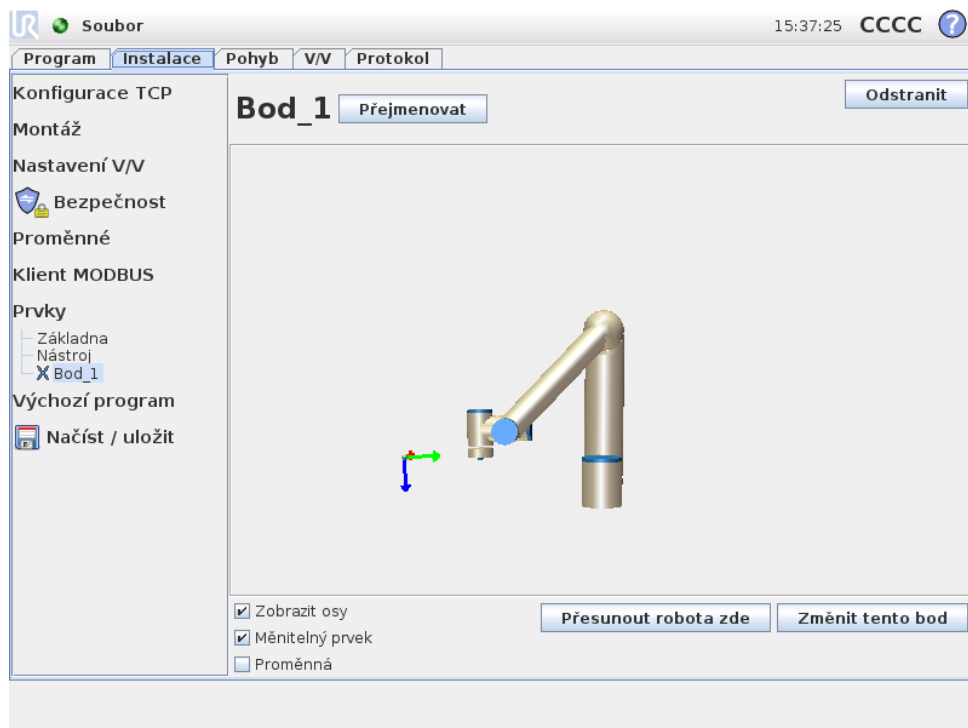 UR Soubor 15:37:25 CCCC ?
Program Instalace Pohyb V/V Protokol
Konfigurace TCP
Montáž
Nastavení V/V
Bezpečnost
Proměnné
Klient MODBUS
Prvky
Základna
Nástroj
Bod_1
Výchozí program
Načíst / uložit
Bod_1 Přejmenovat Odstranit
Zobrazit osy
Měnitelný prvek
Proměnná
Přesunout robota zde Změnit tento bod